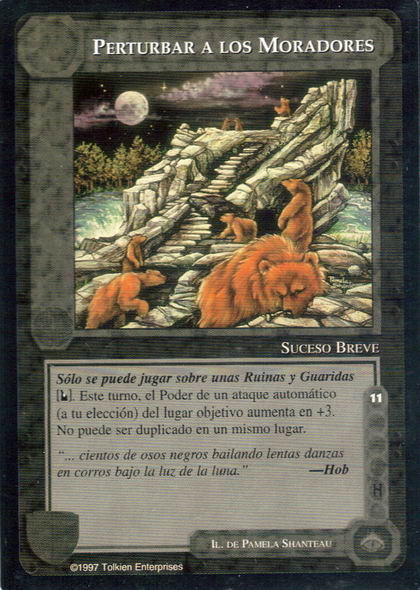 PERTURBAR A LOS MORADORES
SUCESO BREVE
Sólo se puede jugar sobre unas Ruinas y Guaridas
[]. Este turno, el Poder de un ataque automático
(a tu elección) del lugar objetivo aumenta en +3.
No puede ser duplicado en un mismo lugar.
11
"... cientos de osos negros bailando lentas danzas
en corros bajo la luz de la luna." —Hob
H
IL. DE PAMELA SHANTEAU
©1997 Tolkien Enterprises